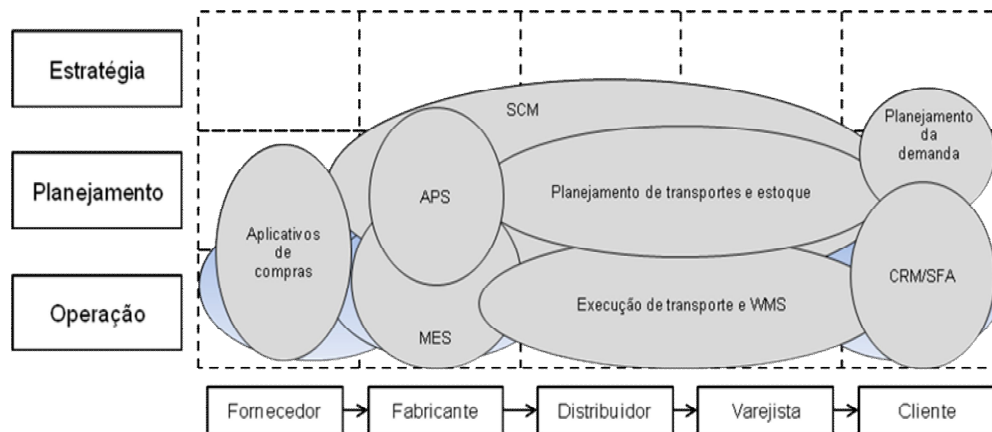 Estratégia
SCM
Planejamento
da
demanda
Planejamento
APS
Planejamento de transportes e estoque
Aplicativos
de
compras
CRM/SFA
Operação
Execução de transporte e WMS
MES
Fornecedor
Fabricante
Distribuidor
Varejista
Cliente